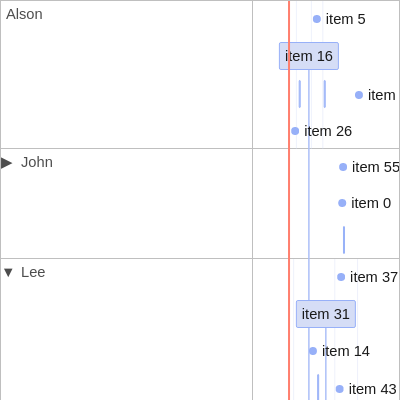 Alson
item 5
item 16
item
item 26
▶ John
item 55
item 0
▼ Lee
item 37
item 31
item 14
item 43